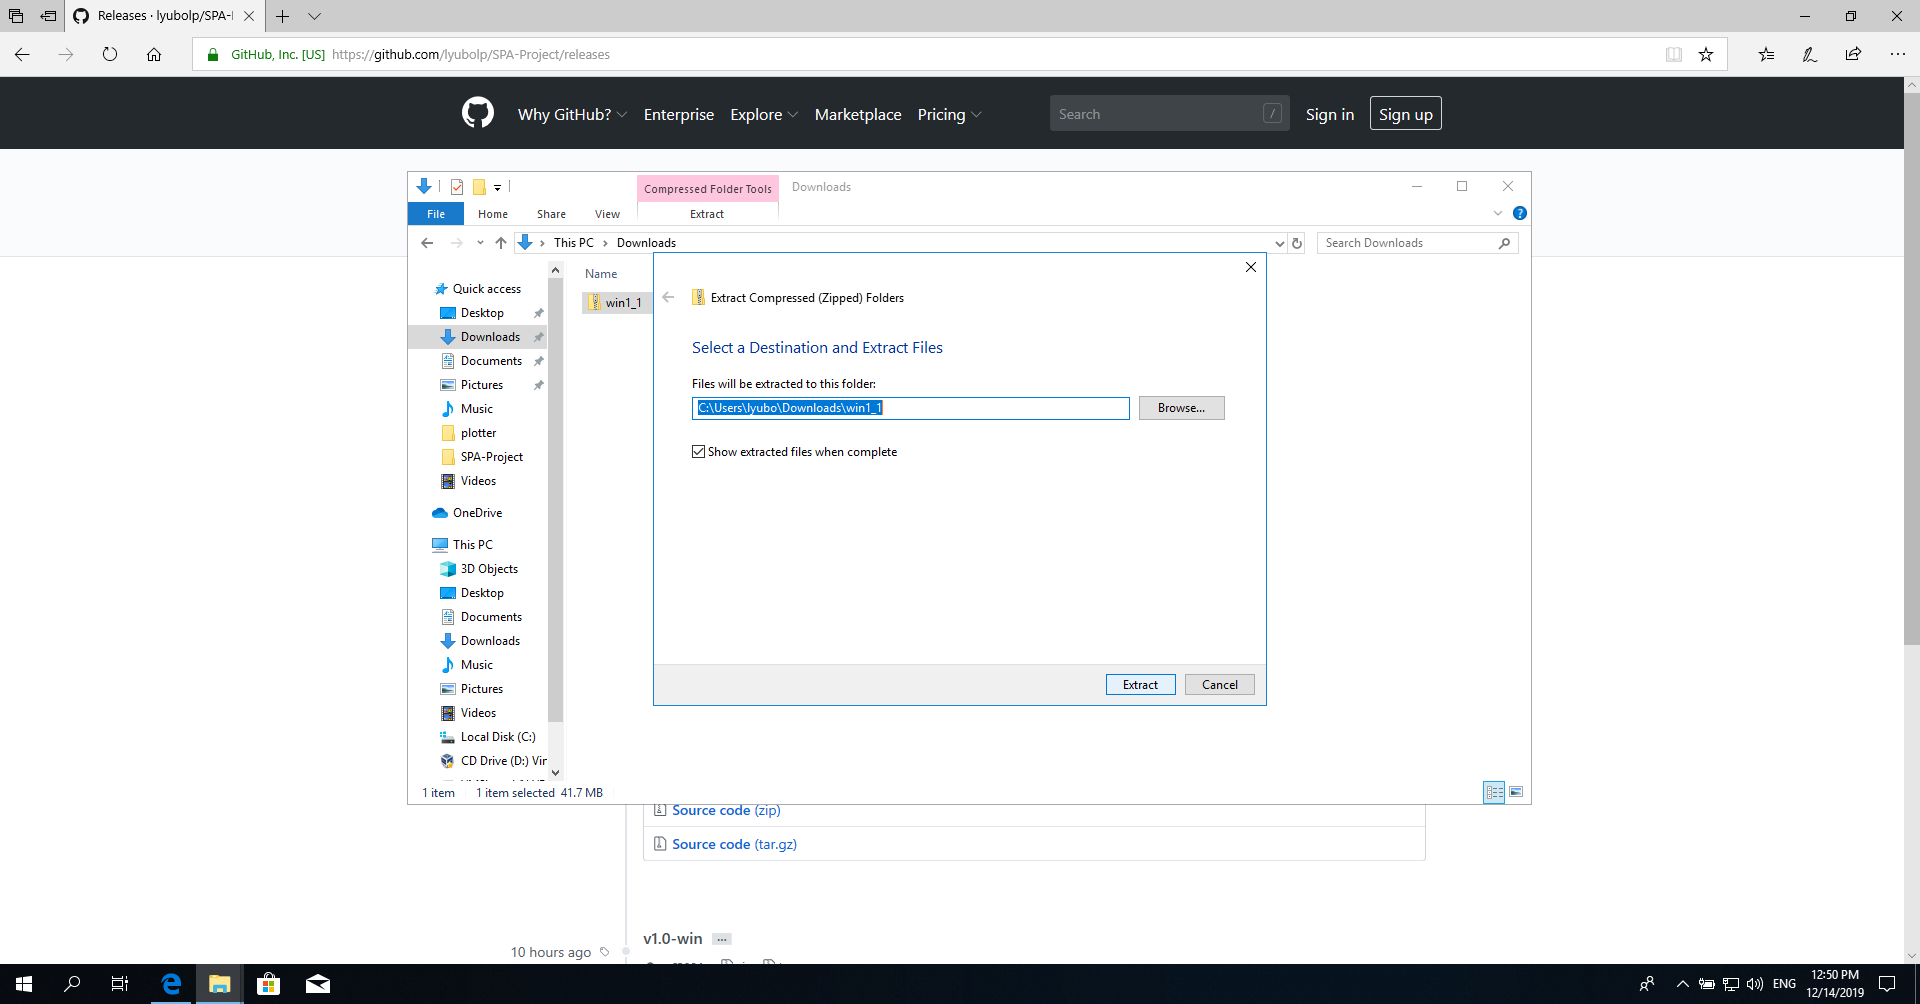 Releases · lyubolp/SPA-I
GitHub, Inc. [US] https://github.com/lyubolp/SPA-Project/releases
Why GitHub? Enterprise Explore Marketplace Pricing Search / Sign in Sign up
Compressed Folder Tools Downloads
File Home Share View Extract
This PC > Downloads Search Downloads
Name
win1_1
Quick access
Desktop
Downloads
Documents
Pictures
Music
plotter
SPA-Project
Videos
OneDrive
This PC
3D Objects
Desktop
Documents
Downloads
Music
Pictures
Videos
Local Disk (C:)
CD Drive (D:) Vir
1 item 1 item selected 41.7 MB
Extract Compressed (Zipped) Folders
Select a Destination and Extract Files
Files will be extracted to this folder:
C:\Users\lyubo\Downloads\win1_1
Browse...
Show extracted files when complete
Extract Cancel
Source code (zip)
Source code (tar.gz)
v1.0-win ...
10 hours ago
ENG
12:50 PM
12/14/2019